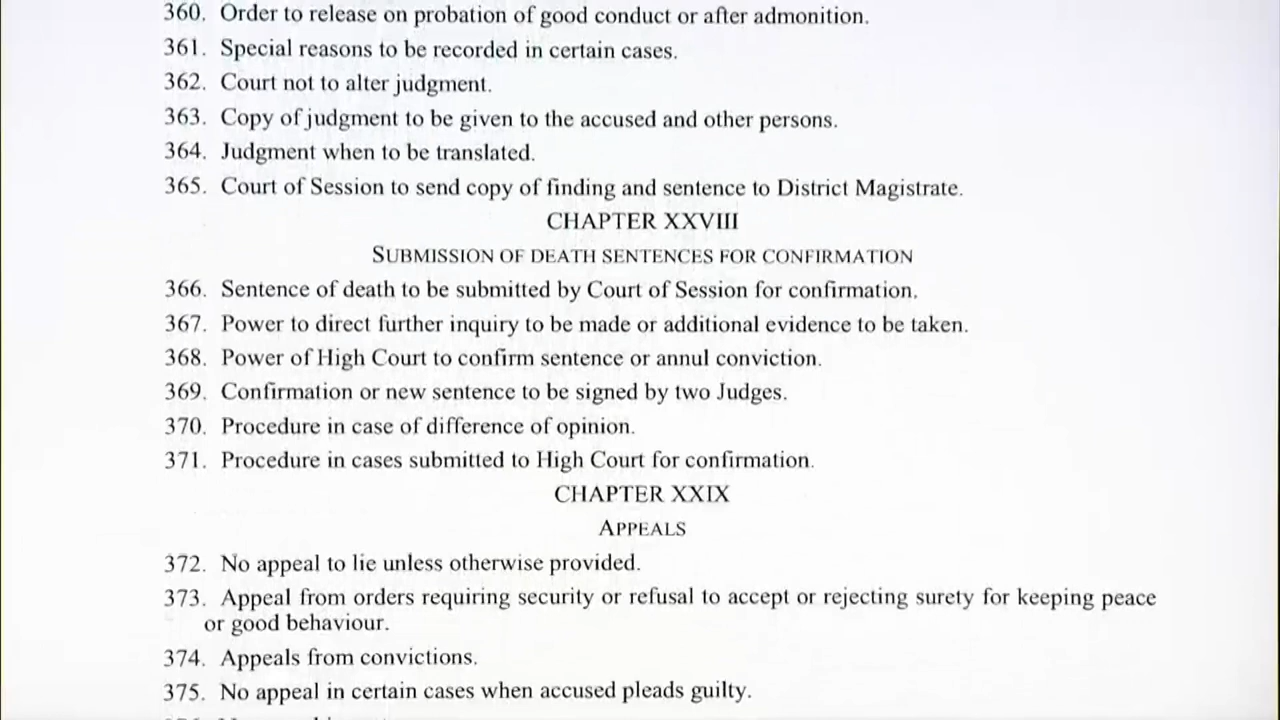 360. Order to release on probation of good conduct or after admonition.
361. Special reasons to be recorded in certain cases.
362. Court not to alter judgment.
363. Copy of judgment to be given to the accused and other persons.
364. Judgment when to be translated.
365. Court of Session to send copy of finding and sentence to District Magistrate.
CHAPTER XXVIII
SUBMISSION OF DEATH SENTENCES FOR CONFIRMATION
366. Sentence of death to be submitted by Court of Session for confirmation.
367. Power to direct further inquiry to be made or additional evidence to be taken.
368. Power of High Court to confirm sentence or annul conviction.
369. Confirmation or new sentence to be signed by two Judges.
370. Procedure in case of difference of opinion.
371. Procedure in cases submitted to High Court for confirmation.
CHAPTER XXIX
APPEALS
372. No appeal to lie unless otherwise provided.
373. Appeal from orders requiring security or refusal to accept or rejecting surety for keeping peace
or good behaviour.
374. Appeals from convictions.
375. No appeal in certain cases when accused pleads guilty.